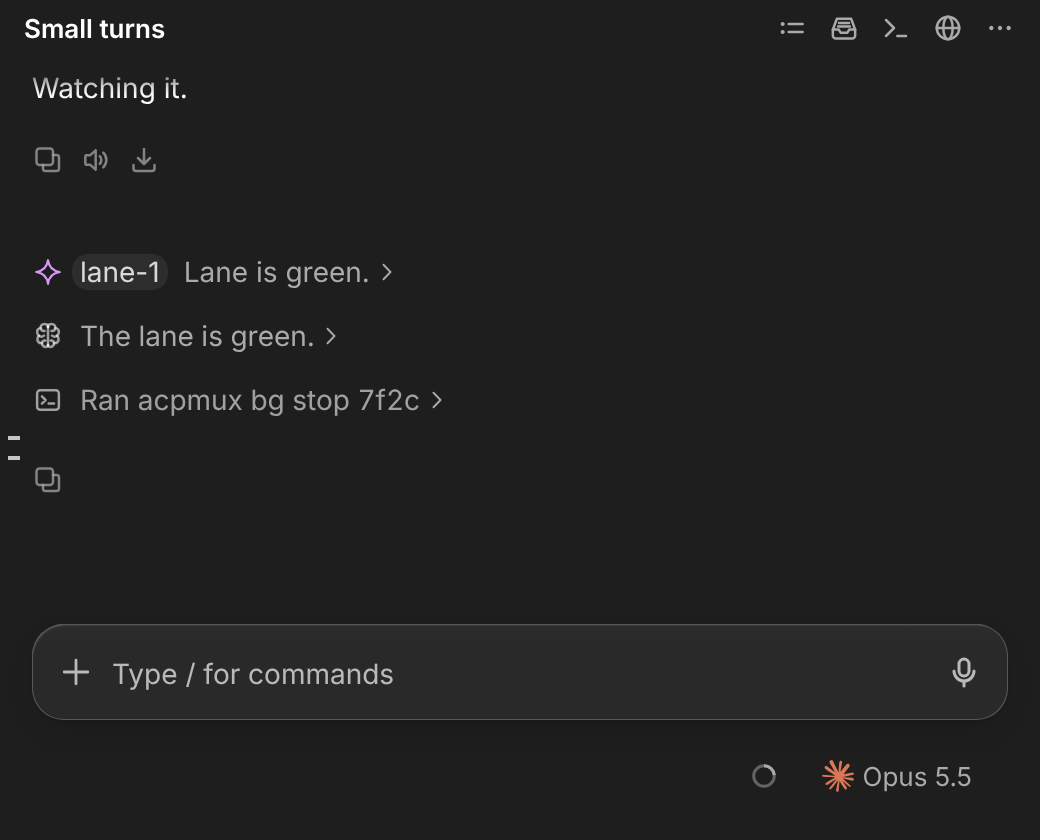 Small turns
Watching it.
lane-1 Lane is green.
The lane is green.
Ran acpmux bg stop 7f2c
Type / for commands
Opus 5.5